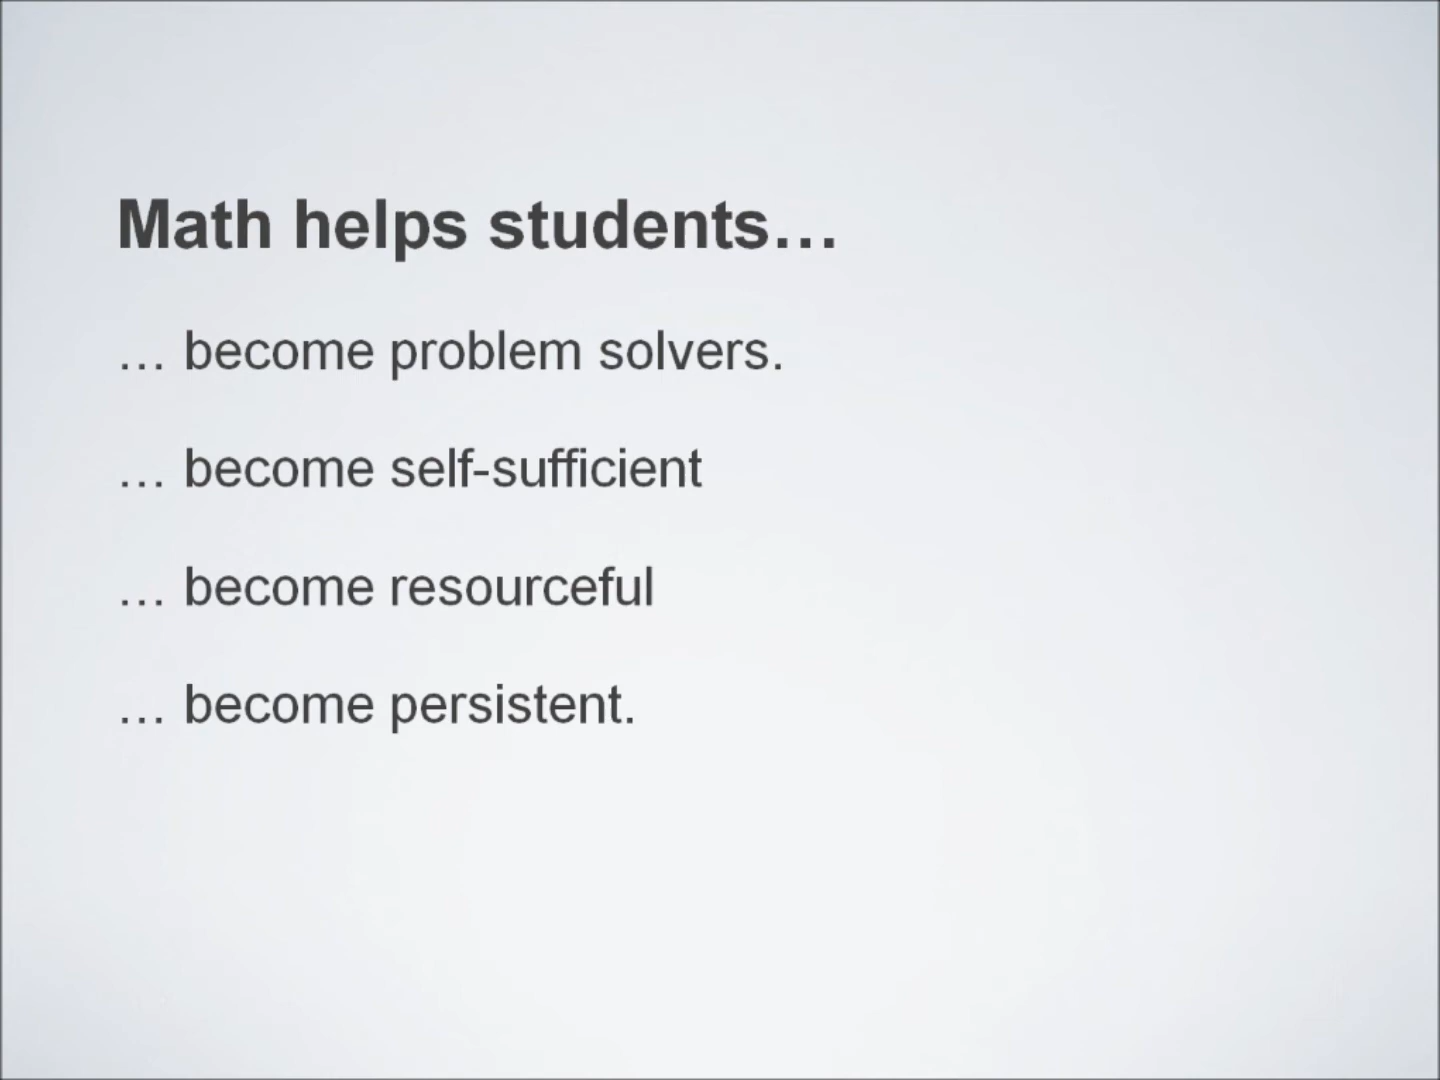 Math helps students…
… become problem solvers.
… become self-sufficient
… become resourceful
… become persistent.